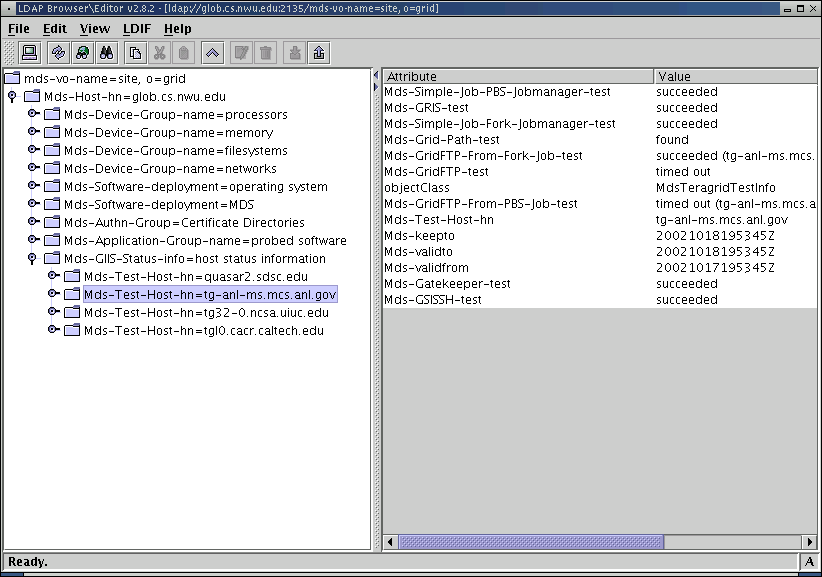 LDAP Browser\Editor v2.8.2 - [ldap://glob.cs.nwu.edu:2135/mds-vo-name=site, o=grid]
File Edit View LDIF Help
mds-vo-name=site, o=grid
Mds-Host-hn=glob.cs.nwu.edu
Mds-Device-Group-name=processors
Mds-Device-Group-name=memory
Mds-Device-Group-name=filesystems
Mds-Device-Group-name=networks
Mds-Software-deployment=operating system
Mds-Software-deployment=MDS
Mds-Authn-Group=Certificate Directories
Mds-Application-Group-name=probed software
Mds-GIIS-Status-info=host status information
Mds-Test-Host-hn=quasar2.sdsc.edu
Mds-Test-Host-hn=tg-anl-ms.mcs.anl.gov
Mds-Test-Host-hn=tg32-0.ncsa.uiuc.edu
Mds-Test-Host-hn=tgl0.cacr.caltech.edu
Attribute Value
Mds-Simple-Job-PBS-Jobmanager-test succeeded
Mds-GRIS-test succeeded
Mds-Simple-Job-Fork-Jobmanager-test succeeded
Mds-Grid-Path-test found
Mds-GridFTP-From-Fork-Job-test succeeded (tg-anl-ms.mcs.
Mds-GridFTP-test timed out
objectClass MdsTeragridTestInfo
Mds-GridFTP-From-PBS-Job-test timed out (tg-anl-ms.mcs.a
Mds-Test-Host-hn tg-anl-ms.mcs.anl.gov
Mds-keepto 20021018195345Z
Mds-validto 20021018195345Z
Mds-validfrom 20021017195345Z
Mds-Gatekeeper-test succeeded
Mds-GSISSH-test succeeded
Ready. A